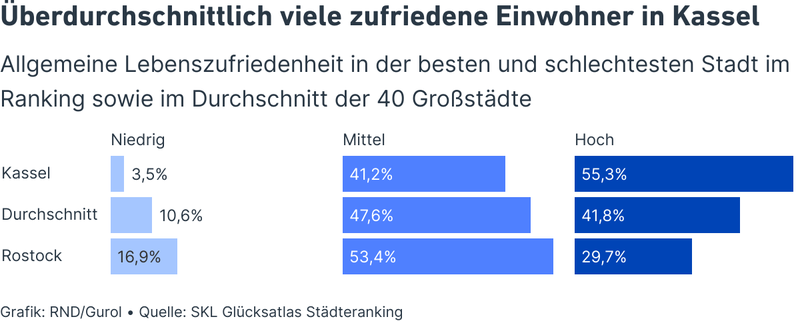 Überdurchschnittlich viele zufriedene Einwohner in Kassel
Allgemeine Lebenszufriedenheit in der besten und schlechtesten Stadt im
Ranking sowie im Durchschnitt der 40 Großstädte
Niedrig Mittel Hoch
Kassel 3,5% 41,2% 55,3%
Durchschnitt 10,6% 47,6% 41,8%
Rostock 16,9% 53,4% 29,7%
Grafik: RND/Gurol • Quelle: SKL Glücksatlas Städteranking